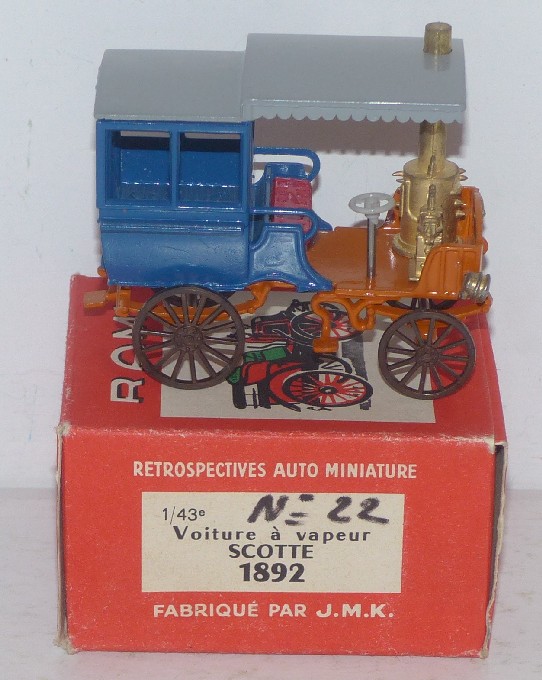 RETROSPECTIVES AUTO MINIATURE
1/43e N= 22
Voiture à vapeur
SCOTTE
1892
FABRIQUÉ PAR J.M.K.